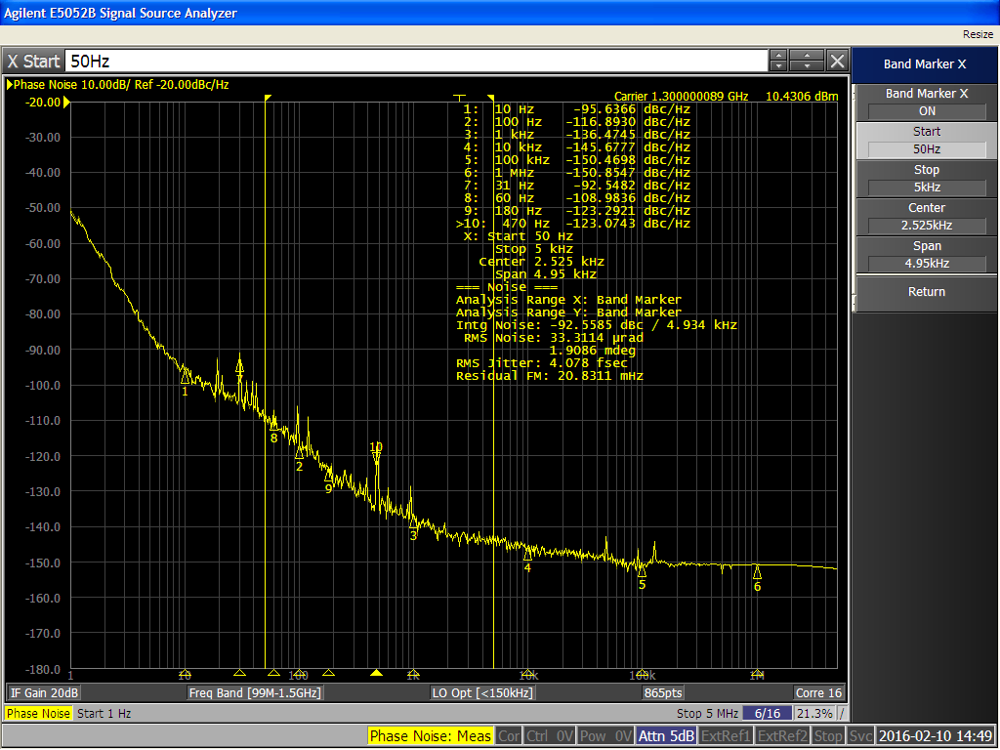 Agilent E5052B Signal Source Analyzer
Resize
X Start 50Hz
Phase Noise 10.00dB/ Ref -20.00dBc/Hz
Carrier 1.300000089 GHz 10.4306 dBm
1: 10 Hz -95.6366 dBc/Hz
2: 100 Hz -116.8930 dBc/Hz
3: 1 kHz -136.4745 dBc/Hz
4: 10 kHz -145.6777 dBc/Hz
5: 100 kHz -150.4698 dBc/Hz
6: 1 MHz -150.8547 dBc/Hz
7: 31 Hz -92.5482 dBc/Hz
8: 60 Hz -108.9836 dBc/Hz
9: 180 Hz -123.2921 dBc/Hz
>10: 470 Hz -123.0743 dBc/Hz
X: Start 50 Hz
Stop 5 kHz
Center 2.525 kHz
Span 4.95 kHz
=== Noise ===
Analysis Range X: Band Marker
Analysis Range Y: Band Marker
Intg Noise: -92.5585 dBc / 4.934 kHz
RMS Noise: 33.3114 µrad
1.9086 mdeg
RMS Jitter: 4.078 fsec
Residual FM: 20.8311 mHz
-20.00
-30.00
-40.00
-50.00
-60.00
-70.00
-80.00
-90.00
-100.0
-110.0
-120.0
-130.0
-140.0
-150.0
-160.0
-170.0
-180.0
1
8
2
9
10
3
4
5
6
1 10 100 1k 10k 100k 1M
IF Gain 20dB Freq Band [99M-1.5GHz] LO Opt [<150kHz] 865pts Corre 16
Phase Noise Start 1 Hz Stop 5 MHz 6/16 21.3% /
Phase Noise: Meas Cor Ctrl 0V Pow 0V Attn 5dB ExtRef1 ExtRef2 Stop Svc 2016-02-10 14:49
Band Marker X
Band Marker X
ON
Start
50Hz
Stop
5kHz
Center
2.525kHz
Span
4.95kHz
Return